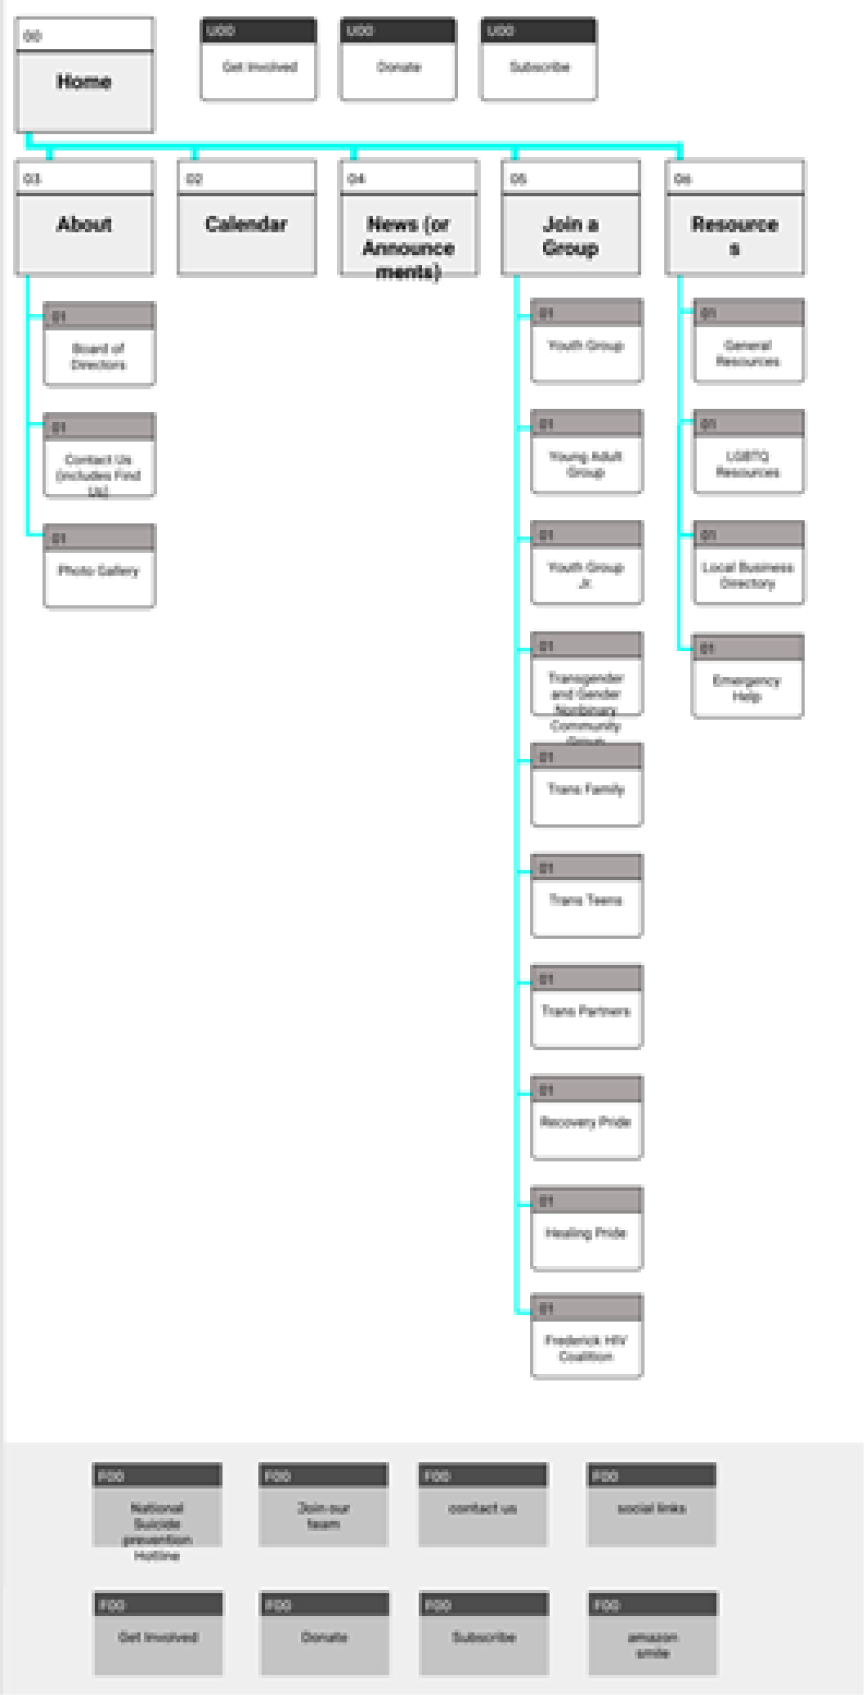 00
Home
U00
Get Involved
U00
Donate
U00
Subscribe
03
About
02
Calendar
04
News (or
Announce
ments)
05
Join a
Group
06
Resource
s
01
Board of
Directors
01
Contact Us
(includes Find
Us)
01
Photo Gallery
01
Youth Group
01
Young Adult
Group
01
Youth Group
Jr.
01
Transgender
and Gender
Nonbinary
Community
Group
01
Trans Family
01
Trans Teens
01
Trans Partners
01
Recovery Pride
01
Healing Pride
01
Frederick HIV
Coalition
01
General
Resources
01
LGBTQ
Resources
01
Local Business
Directory
01
Emergency
Help
F00
National
Suicide
prevention
Hotline
F00
Join our
team
F00
contact us
F00
social links
F00
Get Involved
F00
Donate
F00
Subscribe
F00
amazon
smile